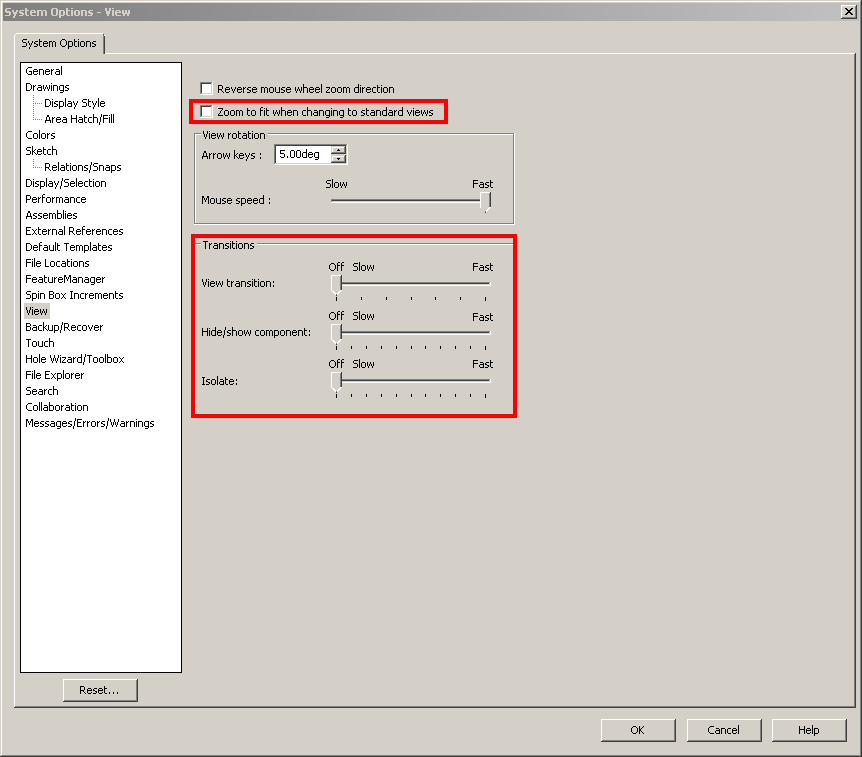 System Options - View
System Options
General
Drawings
Display Style
Area Hatch/Fill
Colors
Sketch
Relations/Snaps
Display/Selection
Performance
Assemblies
External References
Default Templates
File Locations
FeatureManager
Spin Box Increments
View
Backup/Recover
Touch
Hole Wizard/Toolbox
File Explorer
Search
Collaboration
Messages/Errors/Warnings
Reset...
Reverse mouse wheel zoom direction
Zoom to fit when changing to standard views
View rotation
Arrow keys : 5.00deg
Slow Fast
Mouse speed :
Transitions
Off Slow Fast
View transition:
Off Slow Fast
Hide/show component:
Off Slow Fast
Isolate:
OK Cancel Help